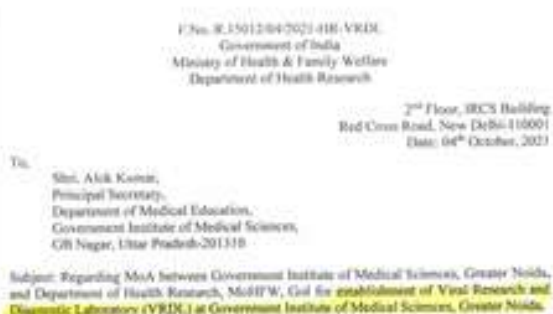 F.No. R.15012/04/2021-HR-VRDL
Government of India
Ministry of Health & Family Welfare
Department of Health Research
2nd Floor, IRCS Building
Red Cross Road, New Delhi-110001
Date: 04th October, 2021
To,
Shri. Alok Kumar,
Principal Secretary,
Department of Medical Education,
Government Institute of Medical Sciences,
GB Nagar, Uttar Pradesh-201310
Subject: Regarding MoA between Government Institute of Medical Sciences, Greater Noida,
and Department of Health Research, MoHFW, GoI for establishment of Viral Research and
Diagnostic Laboratory (VRDL) at Government Institute of Medical Sciences, Greater Noida.